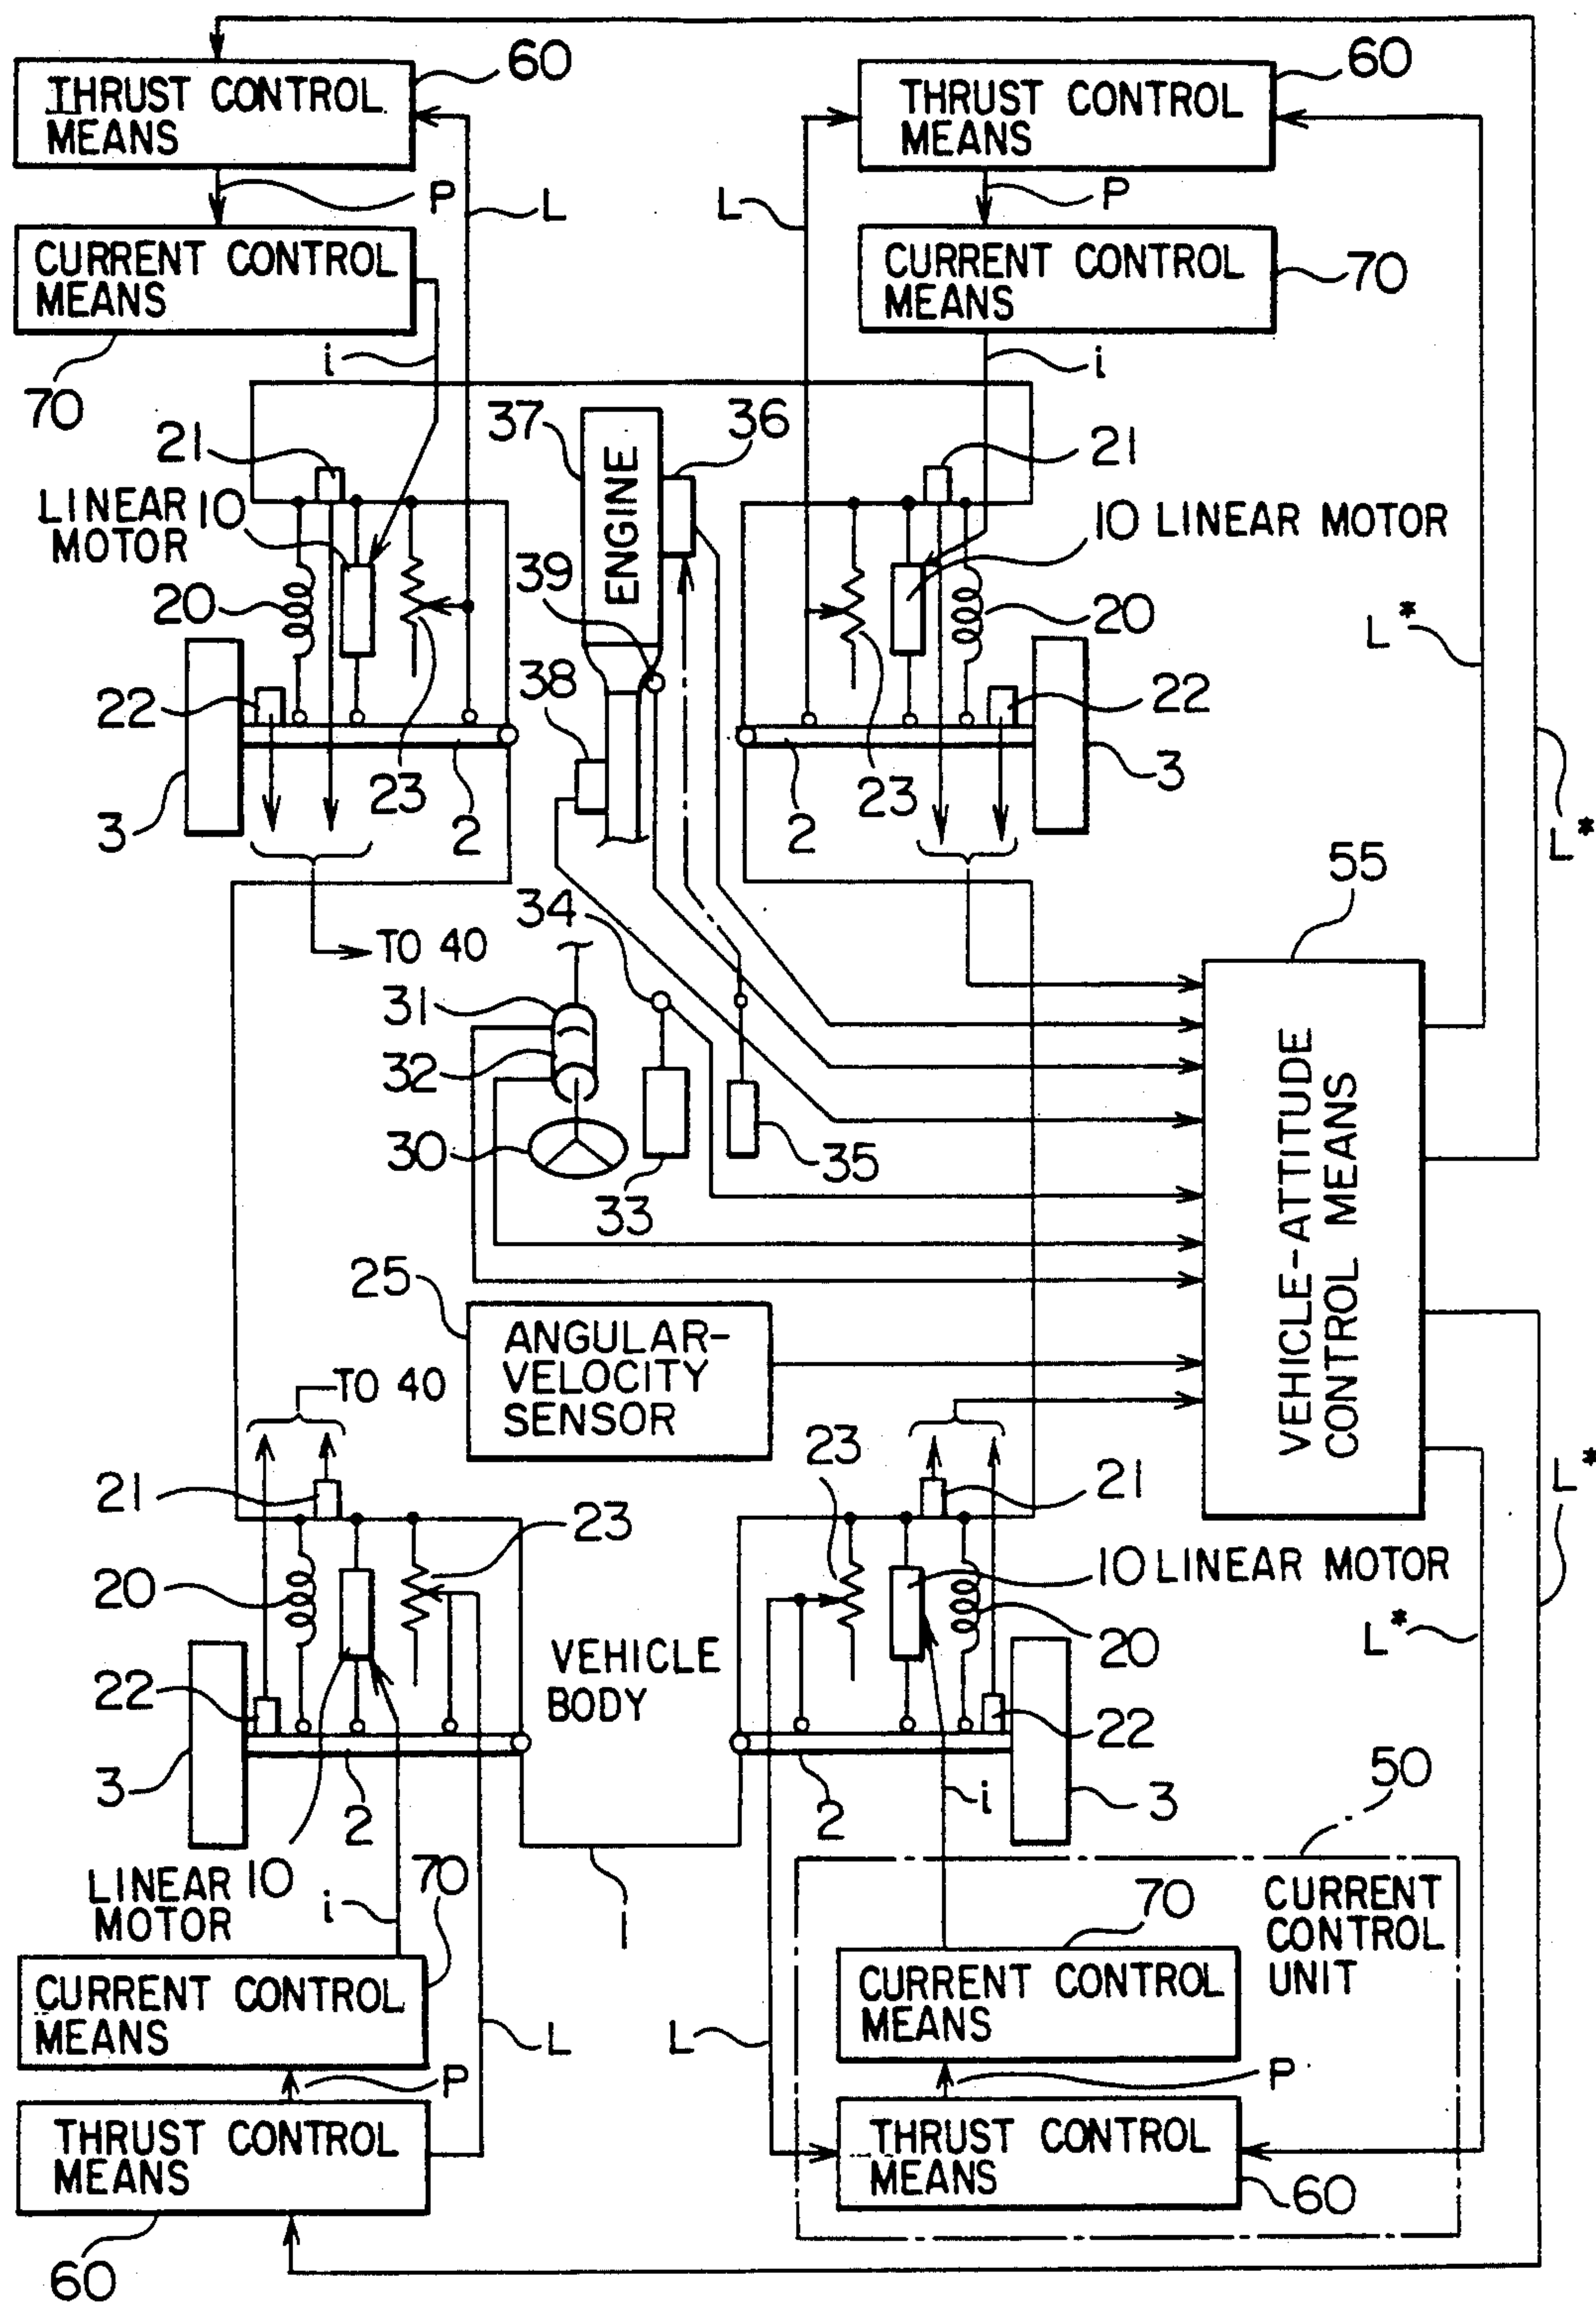 60
60
THRUST CONTROL
MEANS
THRUST CONTROL
MEANS
P
L
L
P
CURRENT CONTROL
MEANS
CURRENT CONTROL
MEANS
70
i
i
70
37
36
21
21
LINEAR 10
MOTOR
ENGINE
10 LINEAR MOTOR
39
20
20
L*
38
22
22
23
23
3
3
2
2
L*
55
34
TO 40
31
32
30
35
33
VEHICLE-ATTITUDE
CONTROL MEANS
25
ANGULAR-
VELOCITY
SENSOR
TO 40
23
21
21
L*
23
10 LINEAR MOTOR
20
20
L*
VEHICLE
BODY
22
22
50
3
3
2
2
i
LINEAR 10
MOTOR
70
i
1
70
CURRENT
CONTROL
UNIT
CURRENT CONTROL
MEANS
CURRENT CONTROL
MEANS
L
L
P
P
THRUST CONTROL
MEANS
THRUST CONTROL
MEANS
60
60